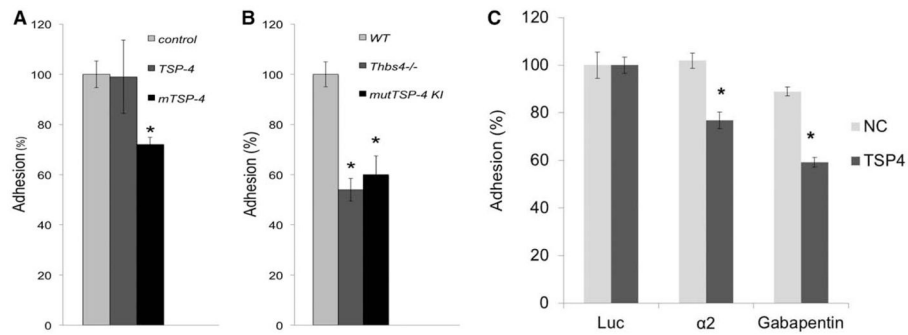 A
120
100
80
60
40
20
0
Adhesion (%)
control
TSP-4
mTSP-4
*
B
120
100
80
60
40
20
0
Adhesion (%)
WT
Thbs4-/-
mutTSP-4 KI
*
*
C
120
100
80
60
40
20
0
Adhesion (%)
*
*
NC
TSP4
Luc
α2
Gabapentin